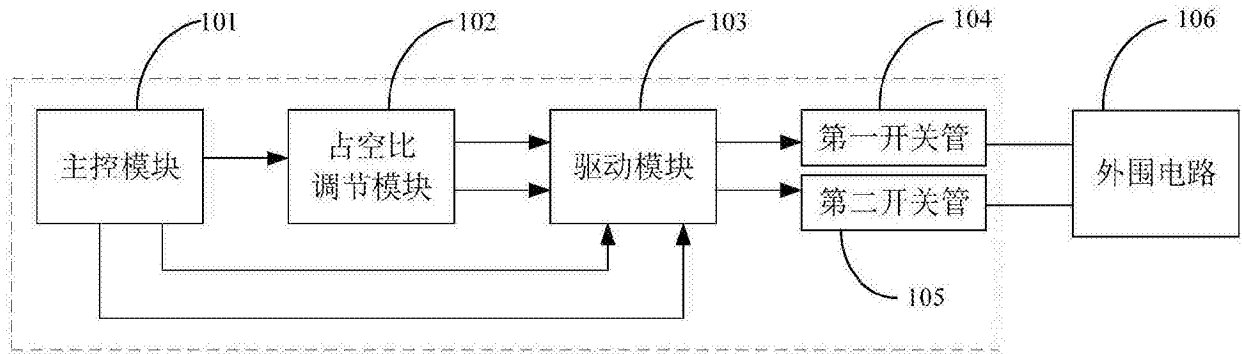 101
102
103
104
106
主控模块
占空比
调节模块
驱动模块
第一开关管
第二开关管
外围电路
105